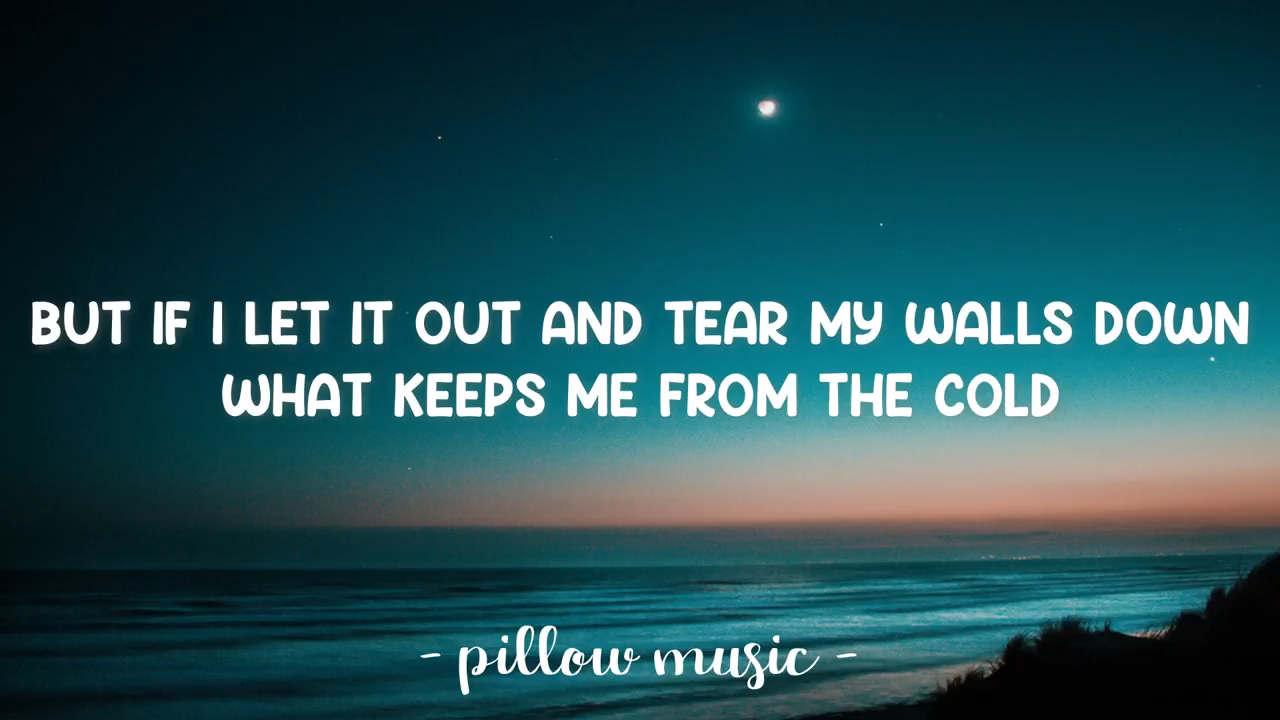 BUT IF I LET IT OUT AND TEAR MY WALLS DOWN
WHAT KEEPS ME FROM THE COLD
- pillow music -